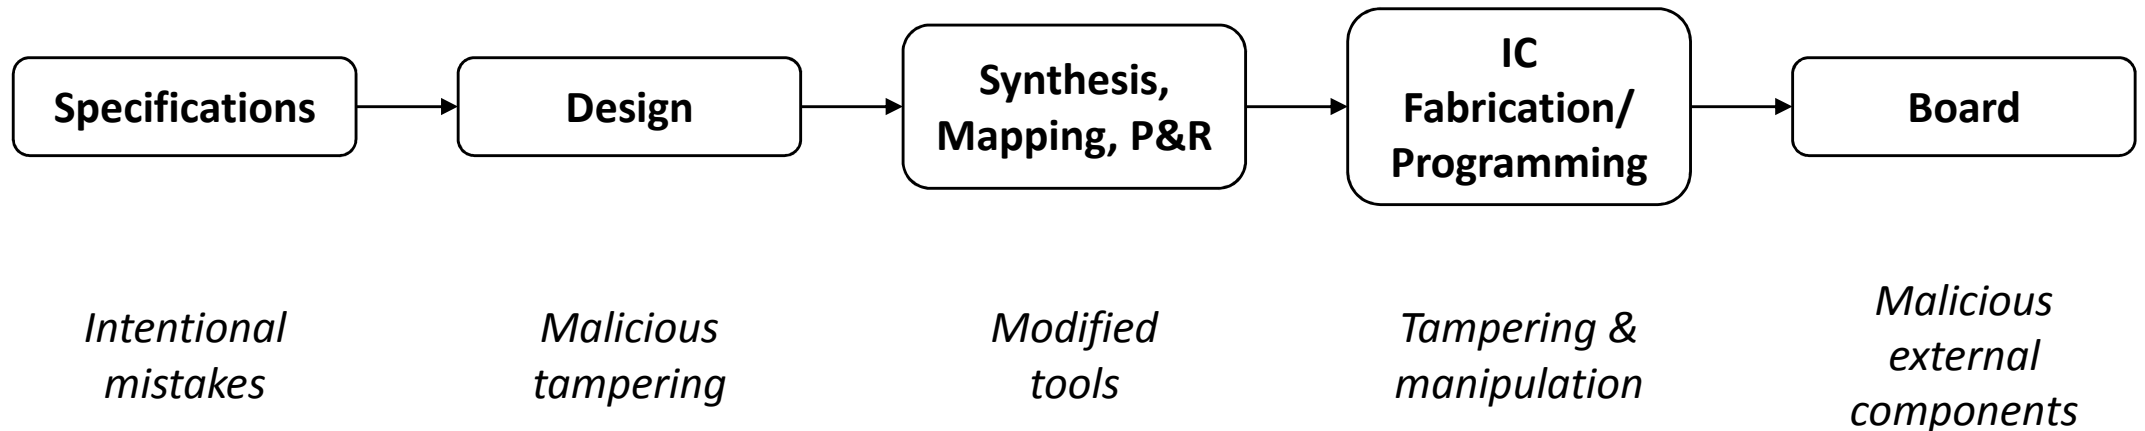 Specifications
Design
Synthesis,
Mapping, P&R
IC
Fabrication/
Programming
Board
Intentional
mistakes
Malicious
tampering
Modified
tools
Tampering &
manipulation
Malicious
external
components